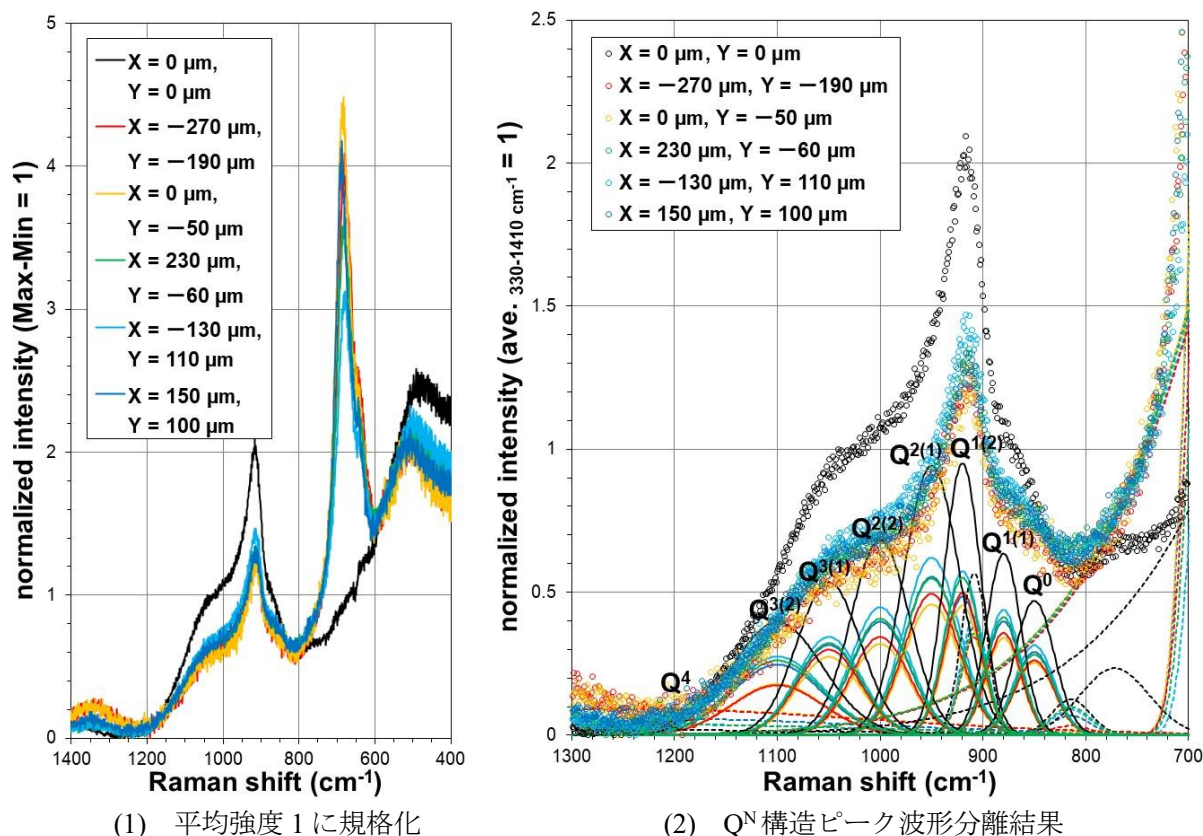 normalized intensity (Max-Min = 1)
5
4
3
2
1
0
X = 0 μm,
Y = 0 μm
X = −270 μm,
Y = −190 μm
X = 0 μm,
Y = −50 μm
X = 230 μm,
Y = −60 μm
X = −130 μm,
Y = 110 μm
X = 150 μm,
Y = 100 μm
1400 1200 1000 800 600 400
Raman shift (cm⁻¹)
(1) 平均強度 1 に規格化
normalized intensity (ave. 330-1410 cm⁻¹ = 1)
2.5
2
1.5
1
0.5
0
X = 0 μm, Y = 0 μm
X = −270 μm, Y = −190 μm
X = 0 μm, Y = −50 μm
X = 230 μm, Y = −60 μm
X = −130 μm, Y = 110 μm
X = 150 μm, Y = 100 μm
Q⁴
Q³⁽²⁾
Q³⁽¹⁾
Q²⁽²⁾
Q²⁽¹⁾
Q¹⁽²⁾
Q¹⁽¹⁾
Q⁰
1300 1200 1100 1000 900 800 700
Raman shift (cm⁻¹)
(2) Qᴺ 構造ピーク波形分離結果